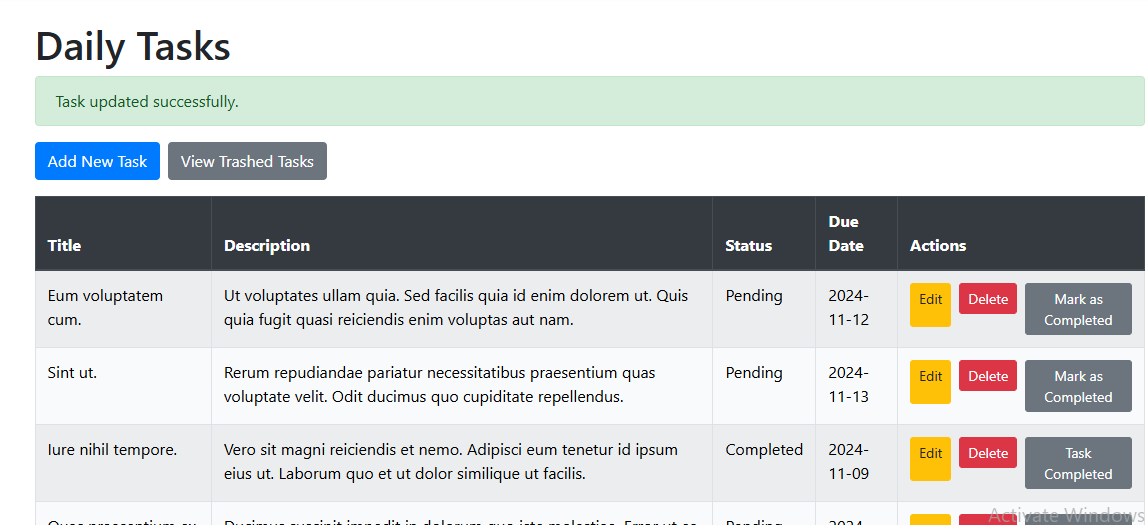 Daily Tasks
Task updated successfully.
Add New Task View Trashed Tasks
Title Description Status Due Date Actions
Eum voluptatem cum.
Ut voluptates ullam quia. Sed facilis quia id enim dolorem ut. Quis
quia fugit quasi reiciendis enim voluptas aut nam.
Pending
2024-
11-12
Edit Delete Mark as
Completed
Sint ut.
Rerum repudiandae pariatur necessitatibus praesentium quas
voluptate velit. Odit ducimus quo cupiditate repellendus.
Pending
2024-
11-13
Edit Delete Mark as
Completed
Iure nihil tempore.
Vero sit magni reiciendis et nemo. Adipisci eum tenetur id ipsum
eius ut. Laborum quo et ut dolor similique ut facilis.
Completed
2024-
11-09
Edit Delete Task
Completed
Activate Windows